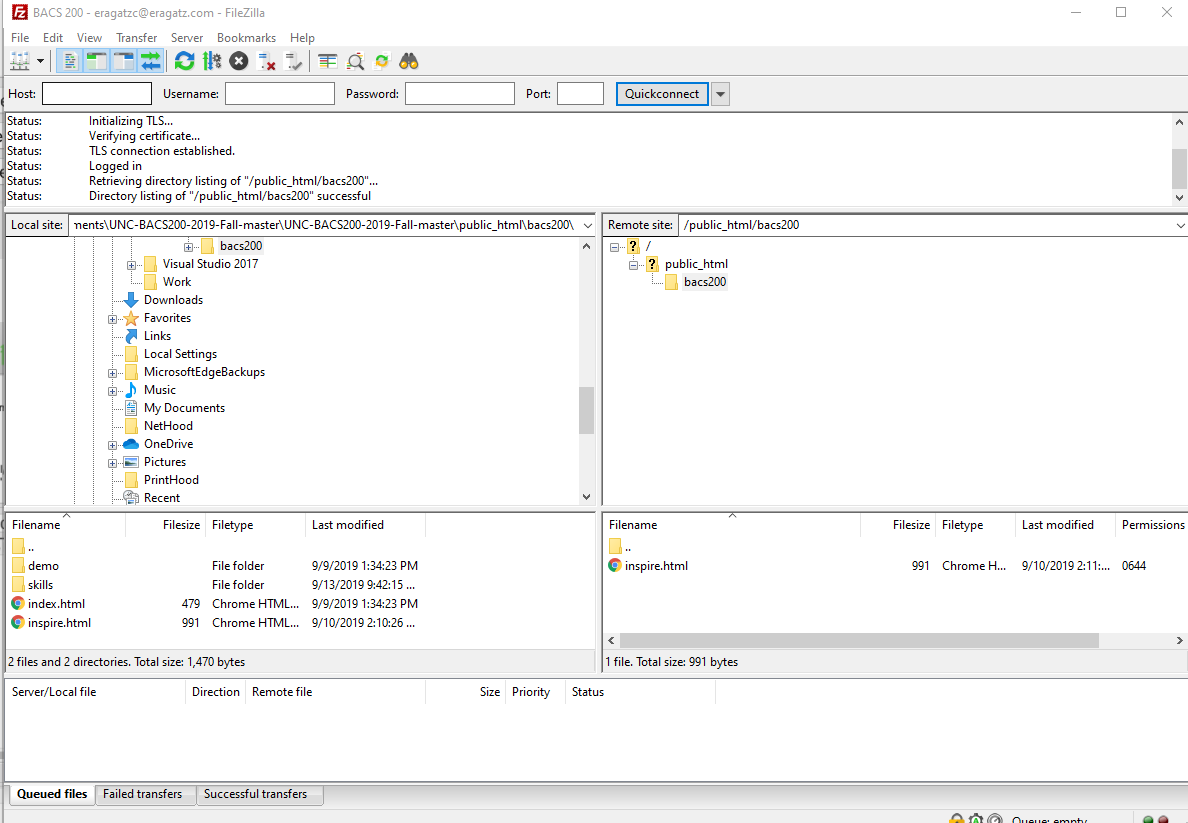 BACS 200 - eragatzc@eragatz.com - FileZilla
File Edit View Transfer Server Bookmarks Help
Host: Username: Password: Port: Quickconnect
Status: Initializing TLS...
Status: Verifying certificate...
Status: TLS connection established.
Status: Logged in
Status: Retrieving directory listing of "/public_html/bacs200"...
Status: Directory listing of "/public_html/bacs200" successful
Local site: ments\UNC-BACS200-2019-Fall-master\UNC-BACS200-2019-Fall-master\public_html\bacs200\
bacs200
Visual Studio 2017
Work
Downloads
Favorites
Links
Local Settings
MicrosoftEdgeBackups
Music
My Documents
NetHood
OneDrive
Pictures
PrintHood
Recent
Remote site: /public_html/bacs200
/
public_html
bacs200
Filename Filesize Filetype Last modified
..
demo File folder 9/9/2019 1:34:23 PM
skills File folder 9/13/2019 9:42:15 ...
index.html 479 Chrome HTML... 9/9/2019 1:34:23 PM
inspire.html 991 Chrome HTML... 9/10/2019 2:10:26 ...
2 files and 2 directories. Total size: 1,470 bytes
Filename Filesize Filetype Last modified Permissions
..
inspire.html 991 Chrome H... 9/10/2019 2:11:... 0644
1 file. Total size: 991 bytes
Server/Local file Direction Remote file Size Priority Status
Queued files Failed transfers Successful transfers
Queue: empty